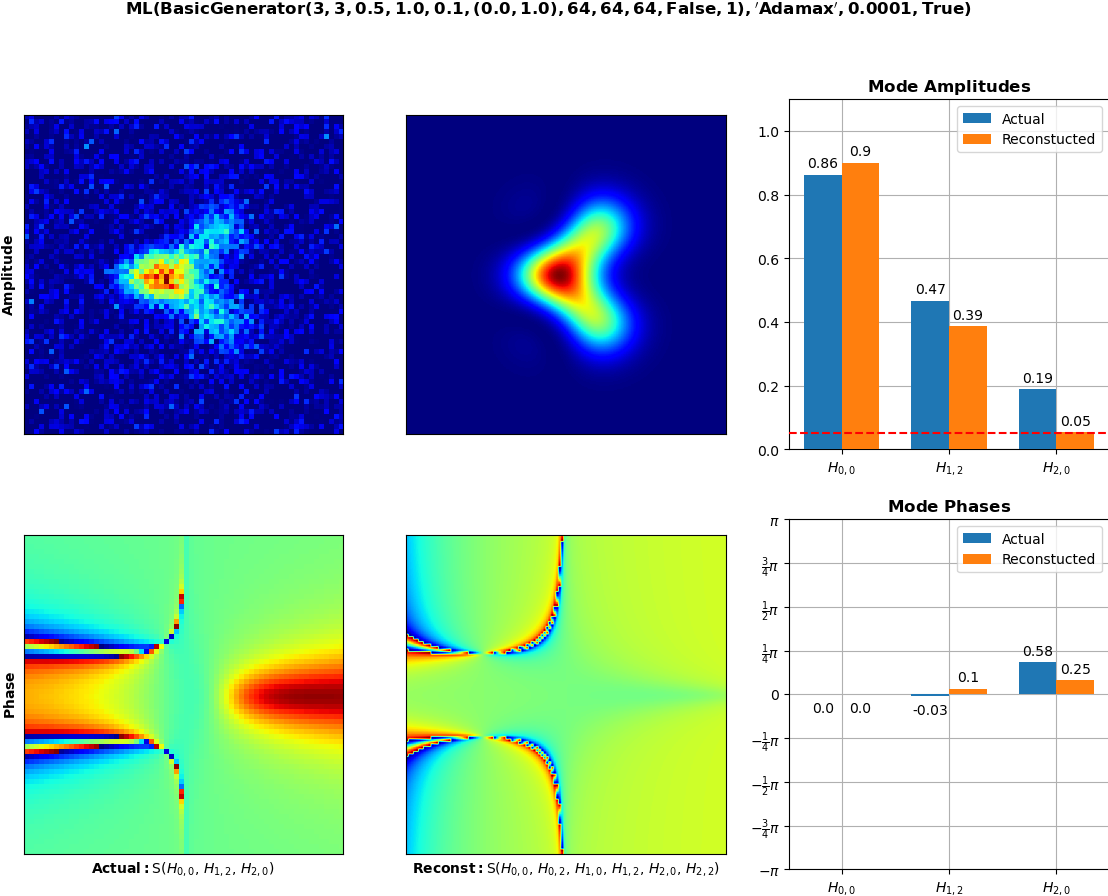 ML(BasicGenerator(3, 3, 0.5, 1.0, 0.1, (0.0, 1.0), 64, 64, 64, False, 1), ′Adamax′, 0.0001, True)
Amplitude
Mode Amplitudes
Actual
Reconstucted
1.0
0.8
0.6
0.4
0.2
0.0
0.86
0.9
0.47
0.39
0.19
0.05
H0,0
H1,2
H2,0
Phase
Actual: S(H0,0, H1,2, H2,0)
Reconst: S(H0,0, H0,2, H1,0, H1,2, H2,0, H2,2)
Mode Phases
Actual
Reconstucted
π
3/4π
1/2π
1/4π
0
−1/4π
−1/2π
−3/4π
−π
0.0
0.0
-0.03
0.1
0.58
0.25
H0,0
H1,2
H2,0